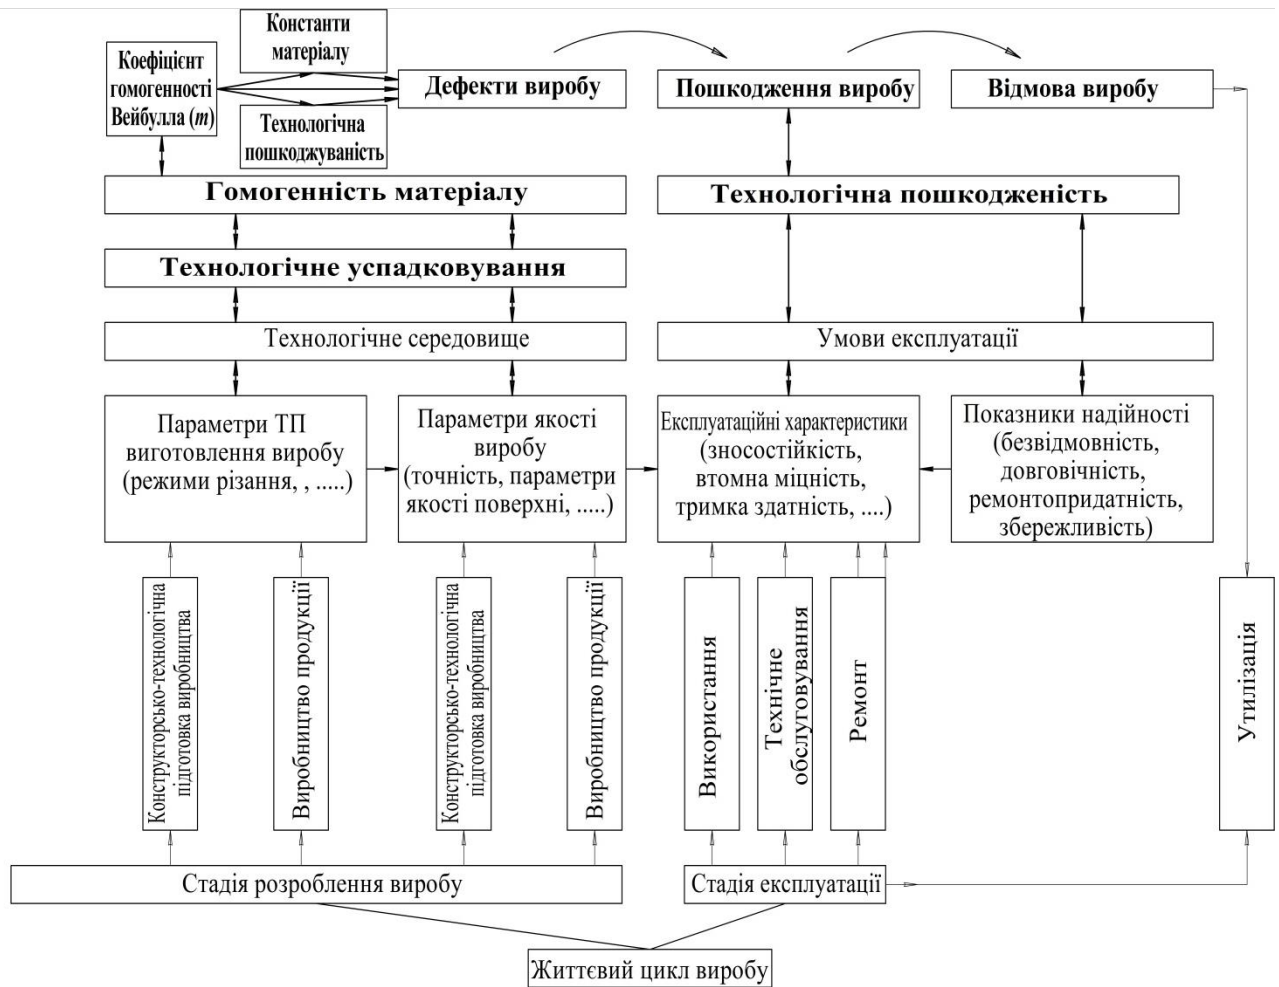 Коефіцієнт
гомогенності
Вейбулла (m)
Константи
матеріалу
Технологічна
пошкоджуваність
Дефекти виробу
Пошкодження виробу
Відмова виробу
Гомогенність матеріалу
Технологічна пошкодженість
Технологічне успадковування
Технологічне середовище
Умови експлуатації
Параметри ТП
виготовлення виробу
(режими різання, , .....)
Параметри якості
виробу
(точність, параметри
якості поверхні, .....)
Експлуатаційні характеристики
(зносостійкість,
втомна міцність,
тримка здатність, ....)
Показники надійності
(безвідмовність,
довговічність,
ремонтопридатність,
збережливість)
Конструкторсько-технологічна
підготовка виробництва
Виробництво продукції
Конструкторсько-технологічна
підготовка виробництва
Виробництво продукції
Використання
Технічне
обслуговування
Ремонт
Утилізація
Стадія розроблення виробу
Стадія експлуатації
Життєвий цикл виробу